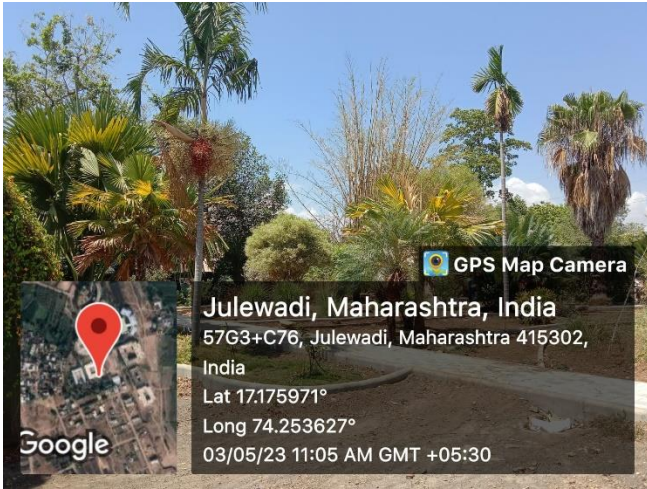 GPS Map Camera
Julewadi, Maharashtra, India
57G3+C76, Julewadi, Maharashtra 415302,
India
Lat 17.175971°
Long 74.253627°
03/05/23 11:05 AM GMT +05:30
Google